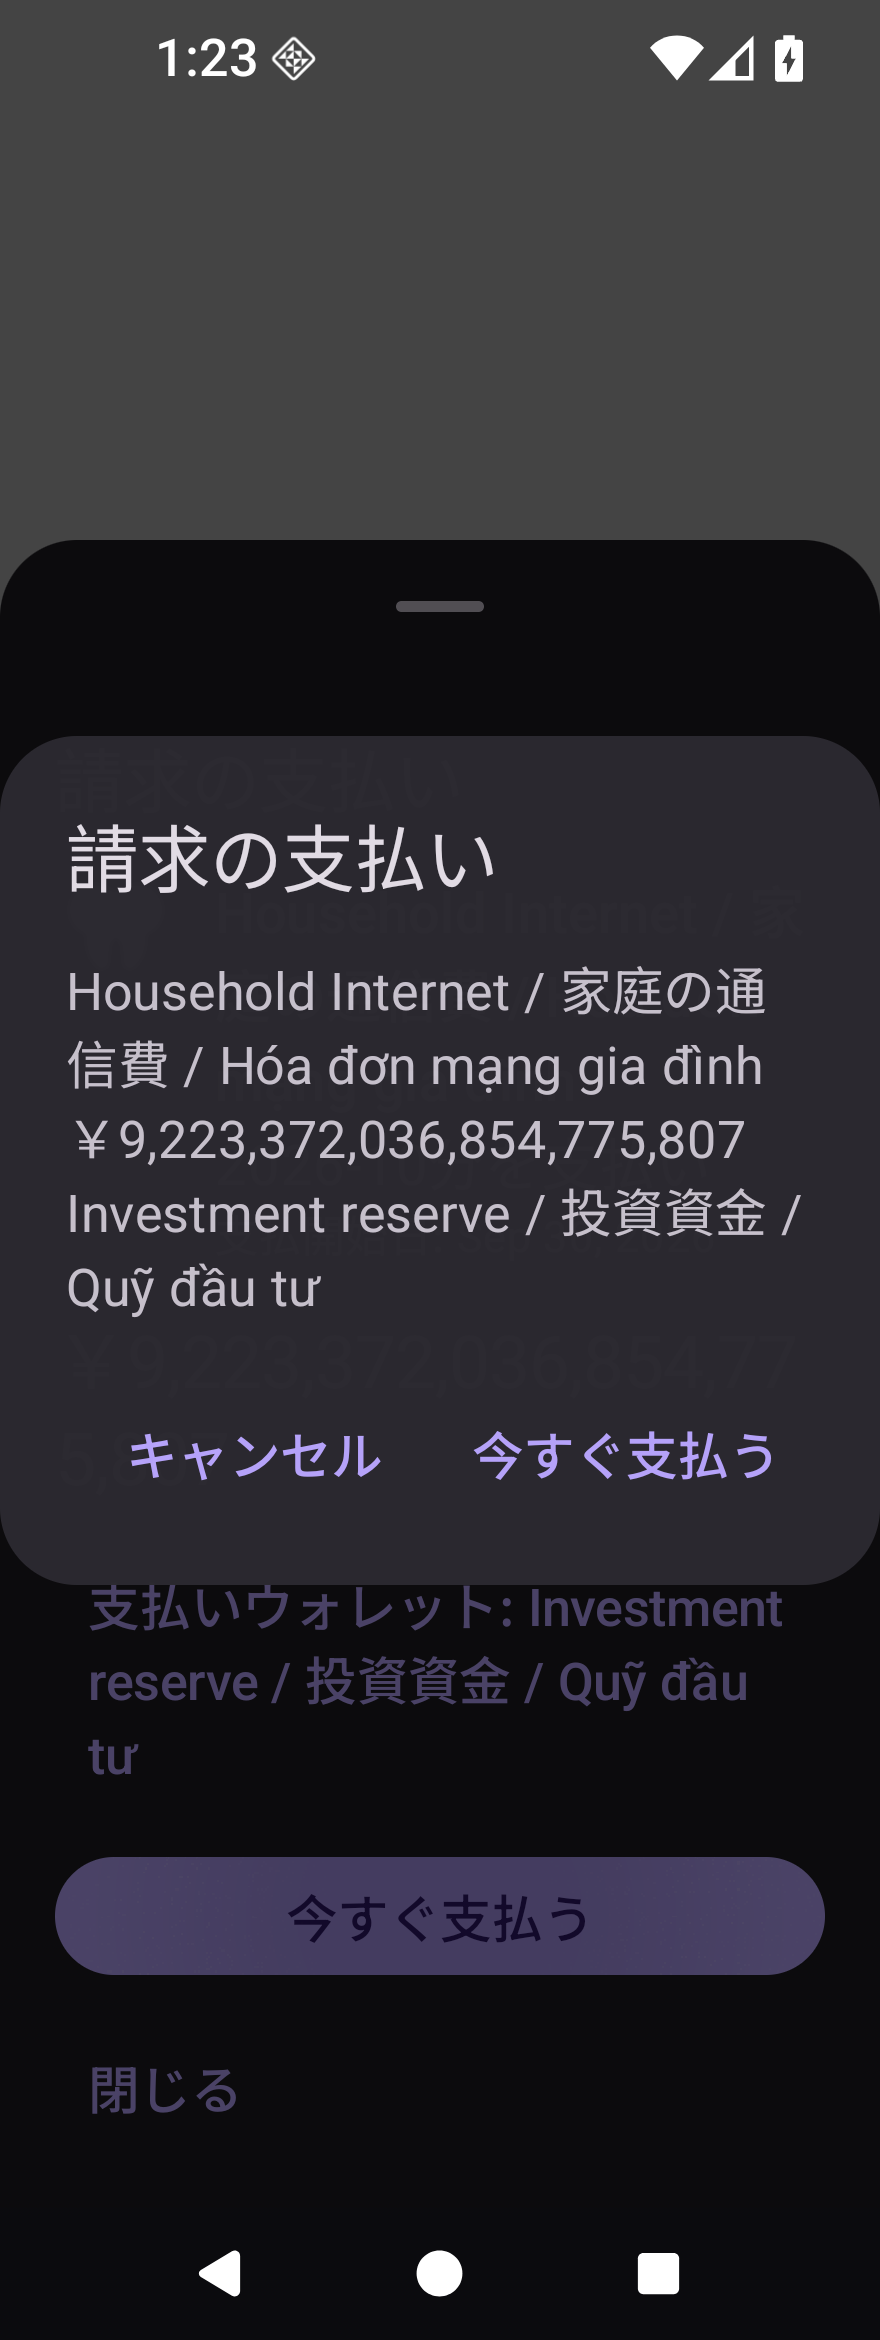 1:23
請求の支払い
Household Internet / 家庭の通
信費 / Hóa đơn mạng gia đình
￥9,223,372,036,854,775,807
Investment reserve / 投資資金 /
Quỹ đầu tư
キャンセル 今すぐ支払う
支払いウォレット: Investment
reserve / 投資資金 / Quỹ đầu
tư
今すぐ支払う
閉じる